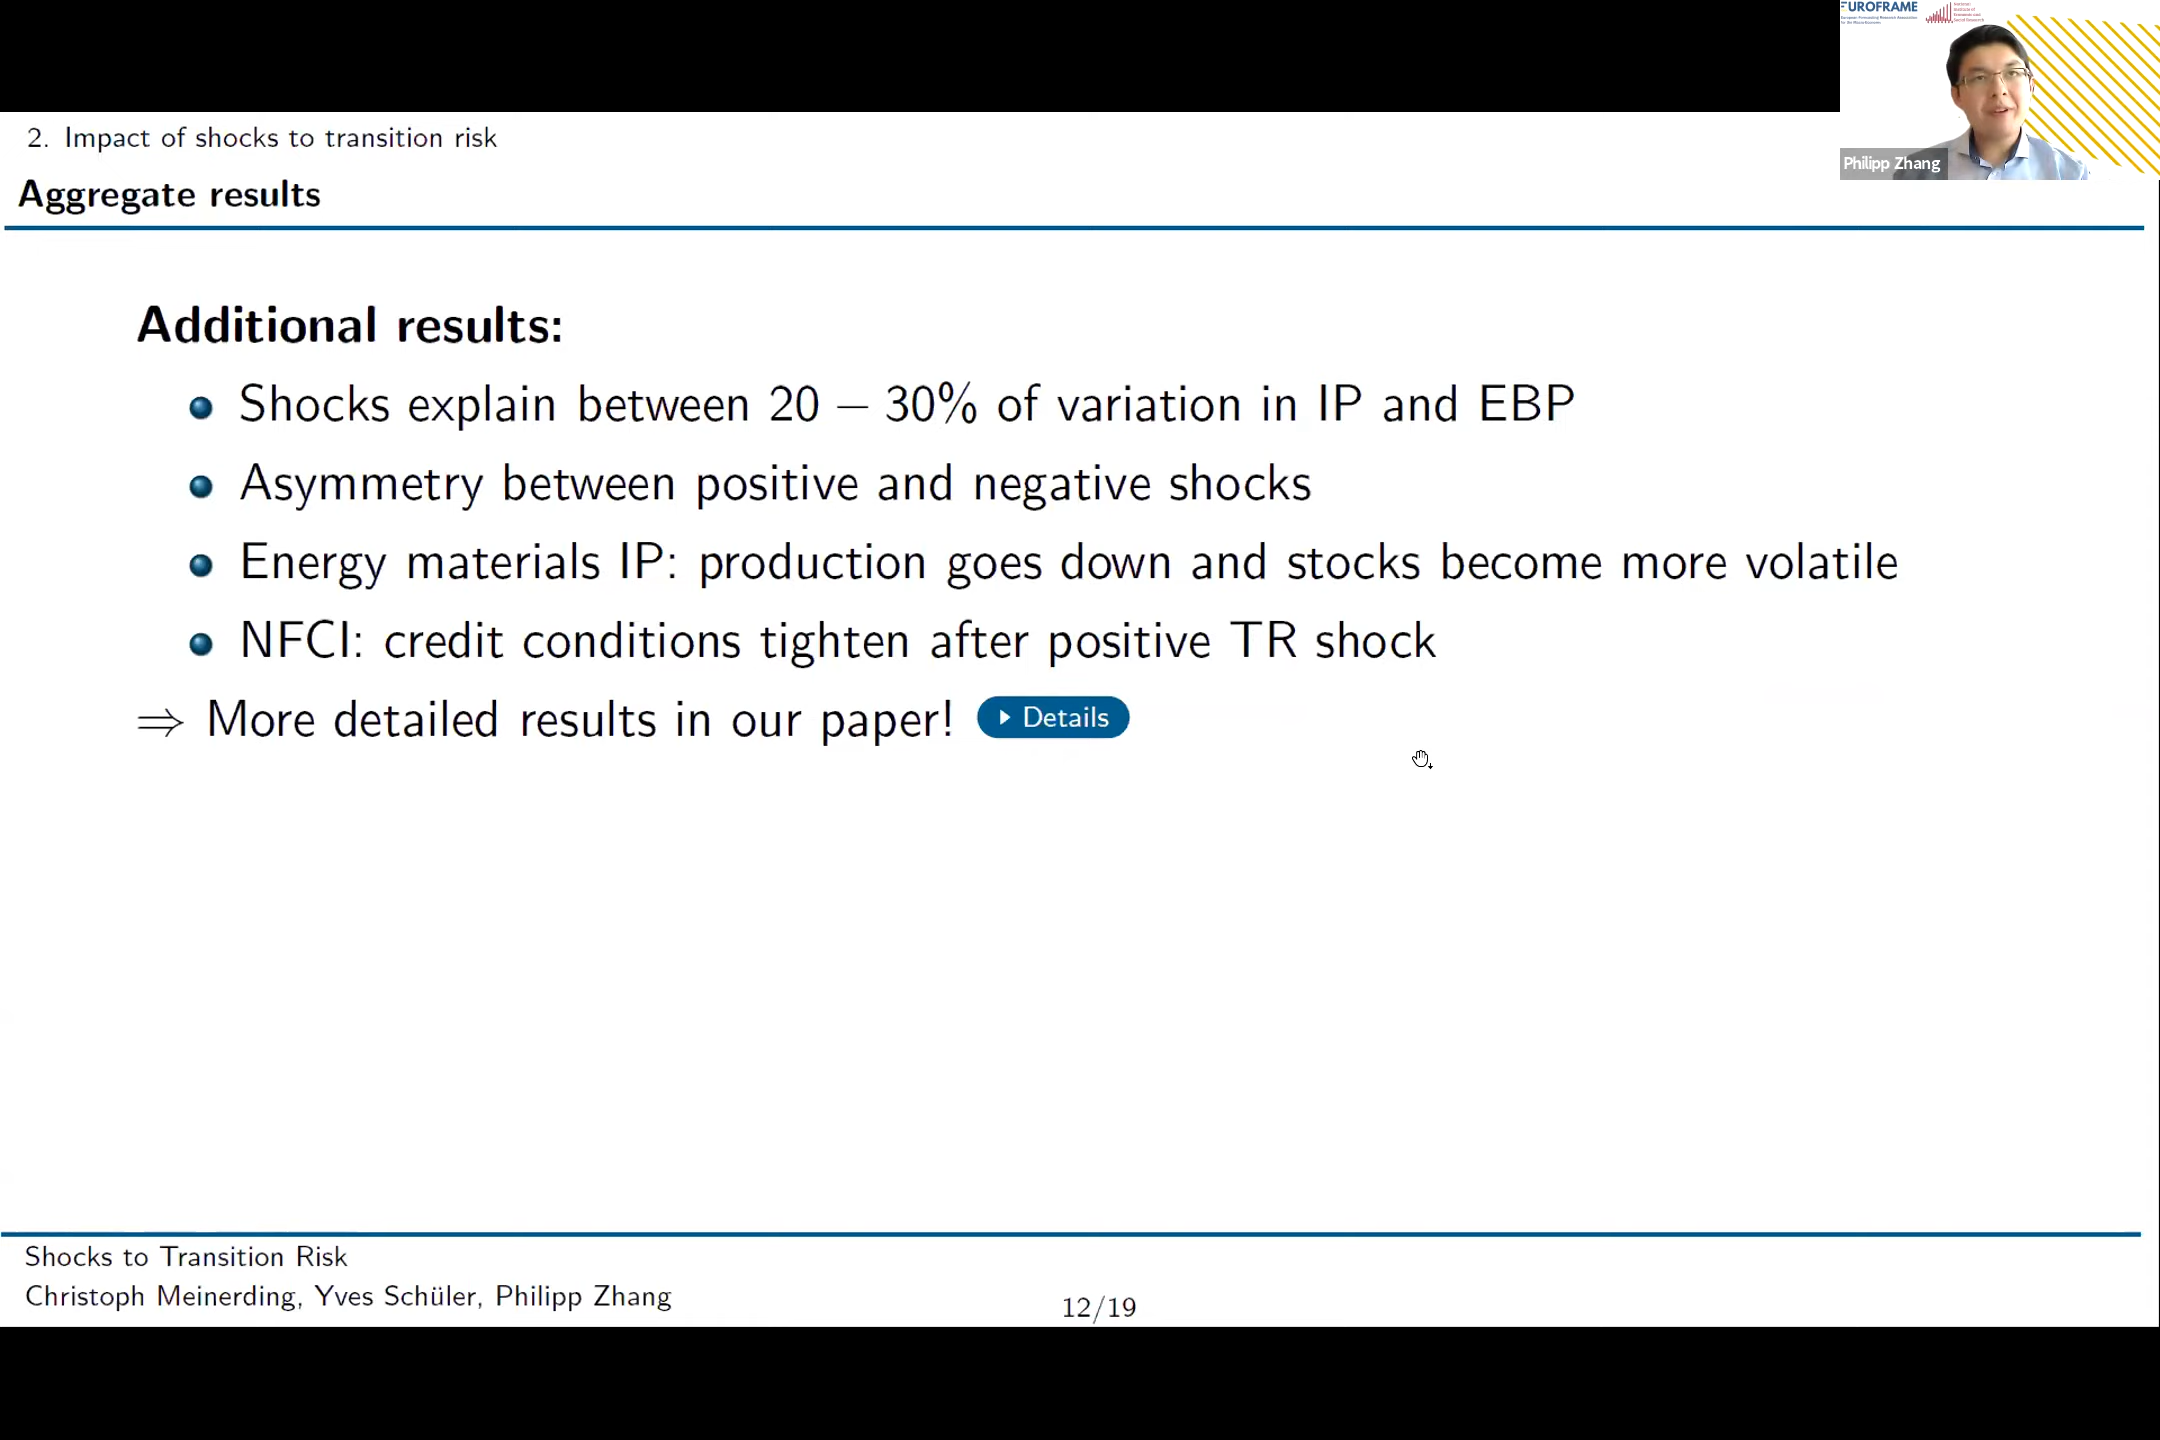 UROFRAME
Philipp Zhang
2. Impact of shocks to transition risk
Aggregate results
Additional results:
Shocks explain between 20 – 30% of variation in IP and EBP
Asymmetry between positive and negative shocks
Energy materials IP: production goes down and stocks become more volatile
NFCI: credit conditions tighten after positive TR shock
⇒ More detailed results in our paper! Details
Shocks to Transition Risk
Christoph Meinerding, Yves Schüler, Philipp Zhang
12/19